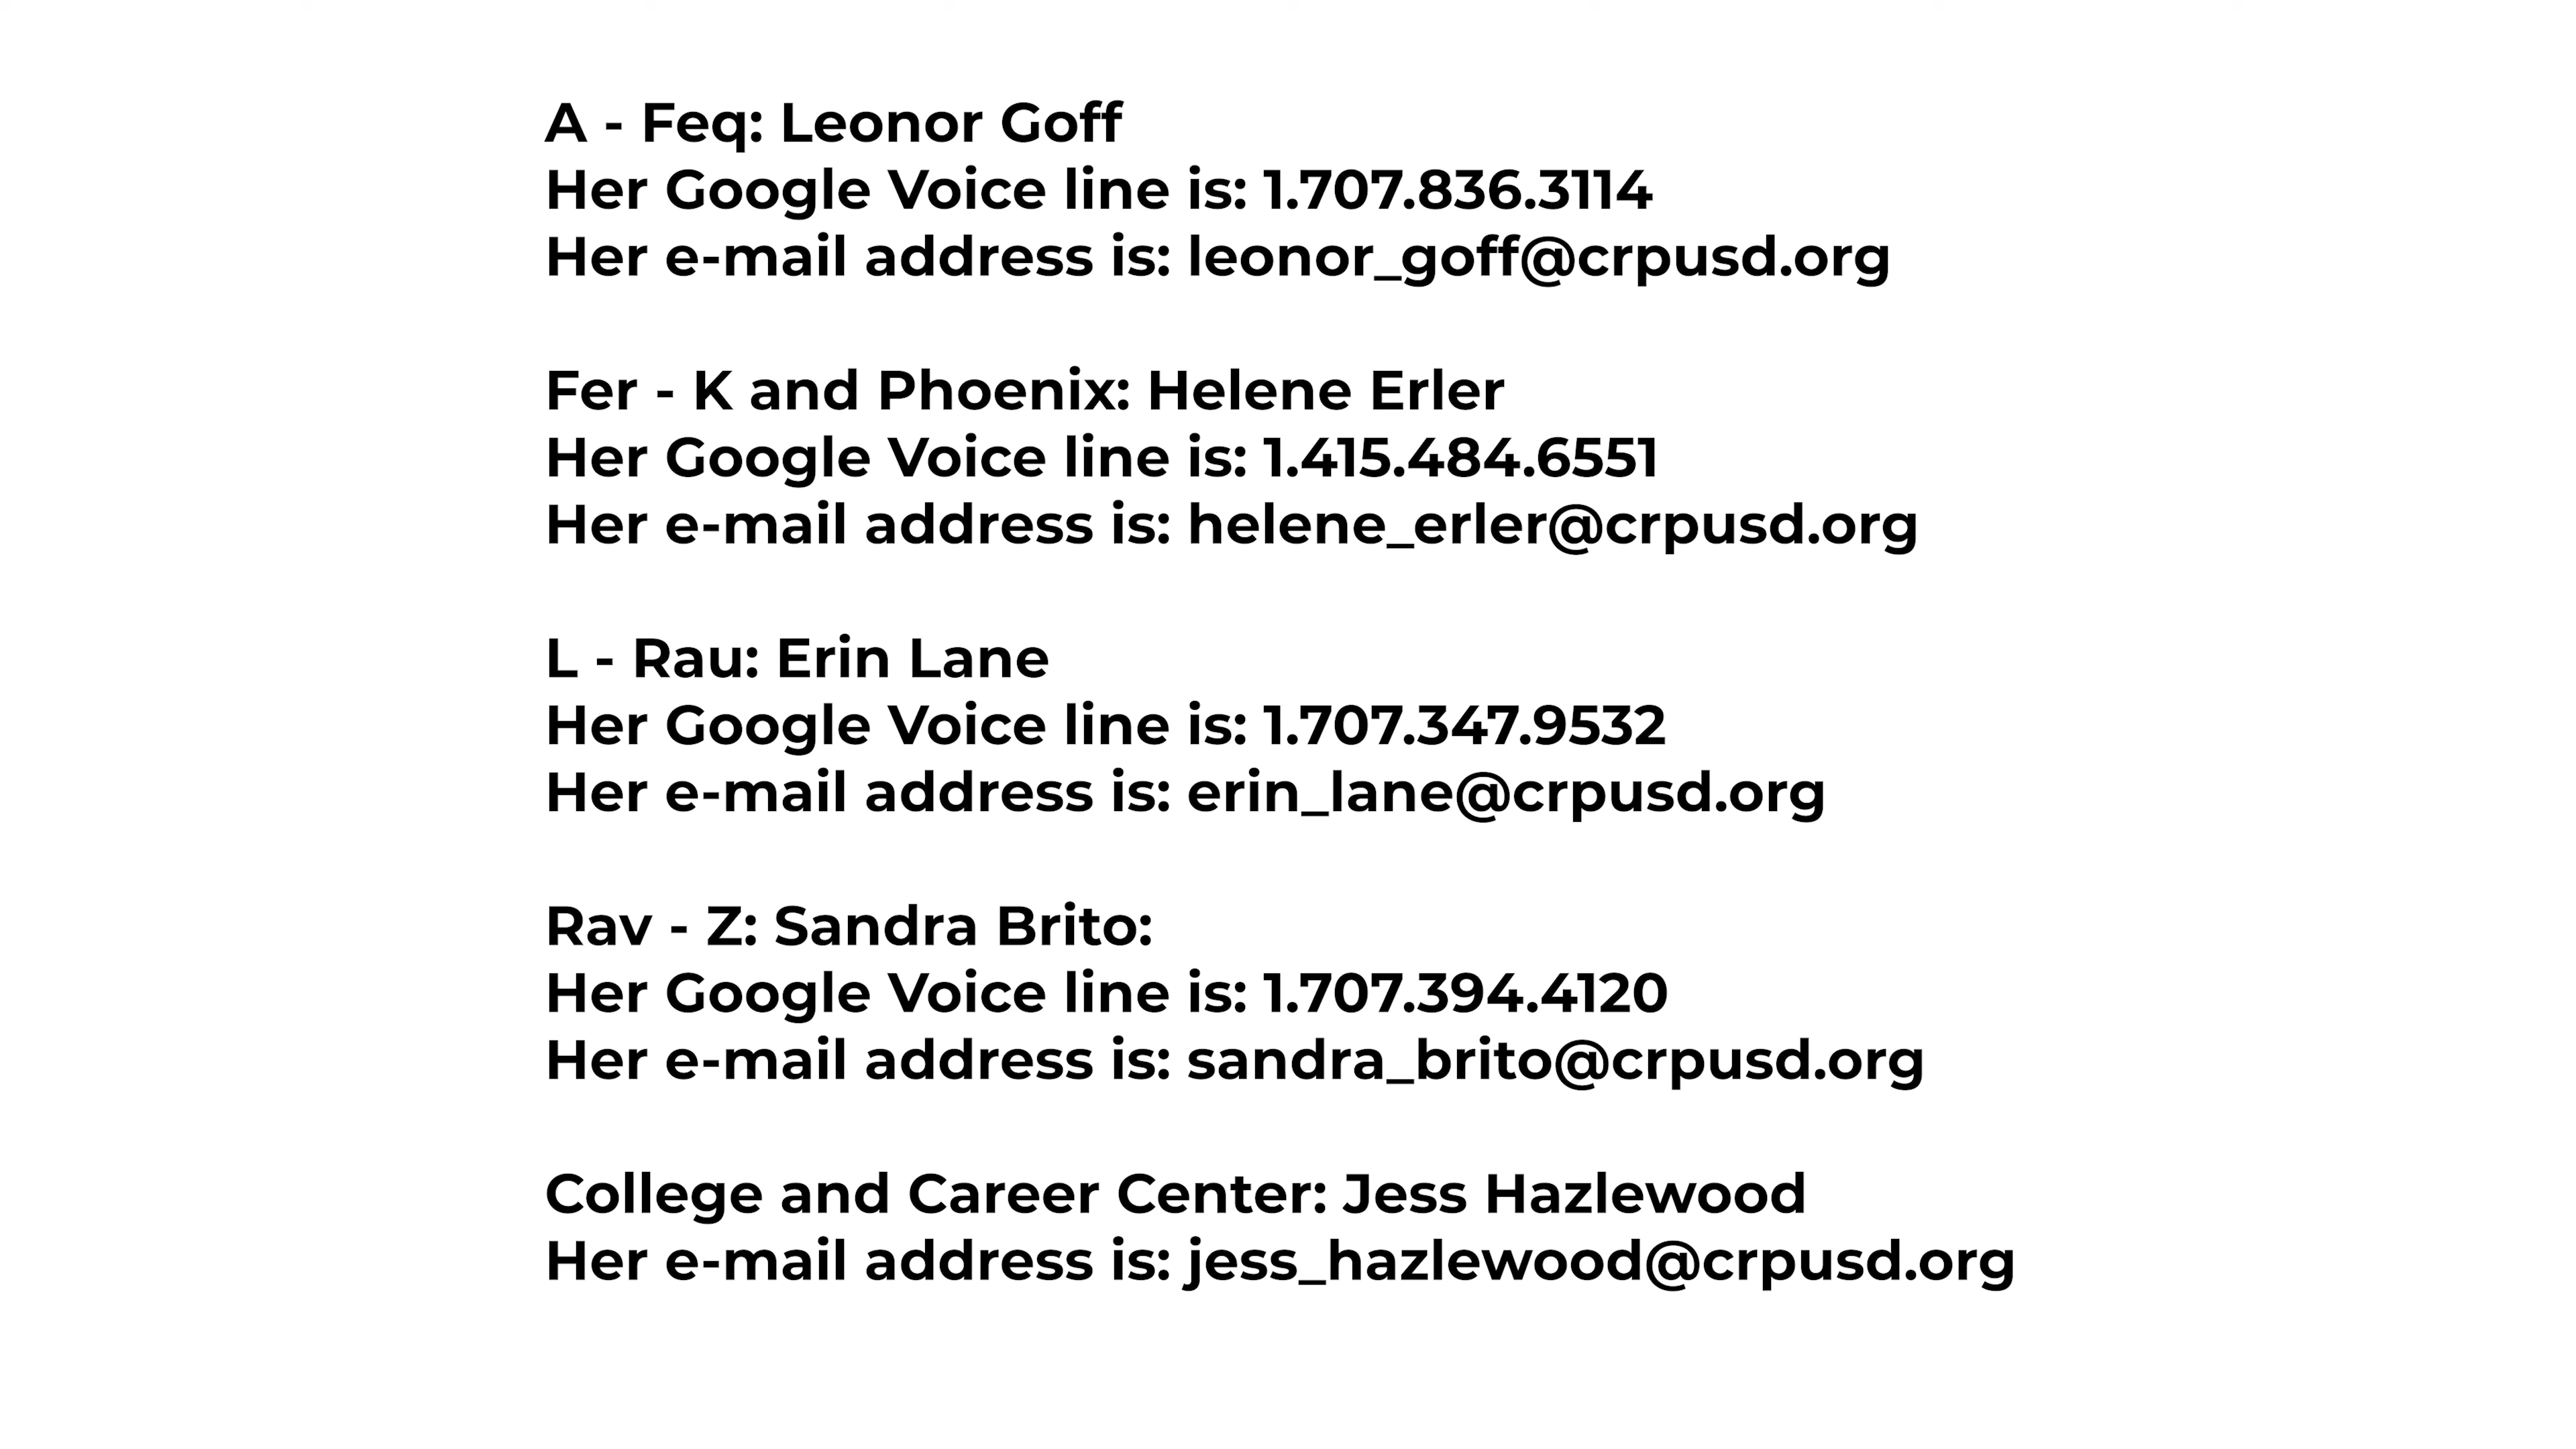 A - Feq: Leonor Goff
Her Google Voice line is: 1.707.836.3114
Her e-mail address is: leonor_goff@crpusd.org
Fer - K and Phoenix: Helene Erler
Her Google Voice line is: 1.415.484.6551
Her e-mail address is: helene_erler@crpusd.org
L - Rau: Erin Lane
Her Google Voice line is: 1.707.347.9532
Her e-mail address is: erin_lane@crpusd.org
Rav - Z: Sandra Brito:
Her Google Voice line is: 1.707.394.4120
Her e-mail address is: sandra_brito@crpusd.org
College and Career Center: Jess Hazlewood
Her e-mail address is: jess_hazlewood@crpusd.org